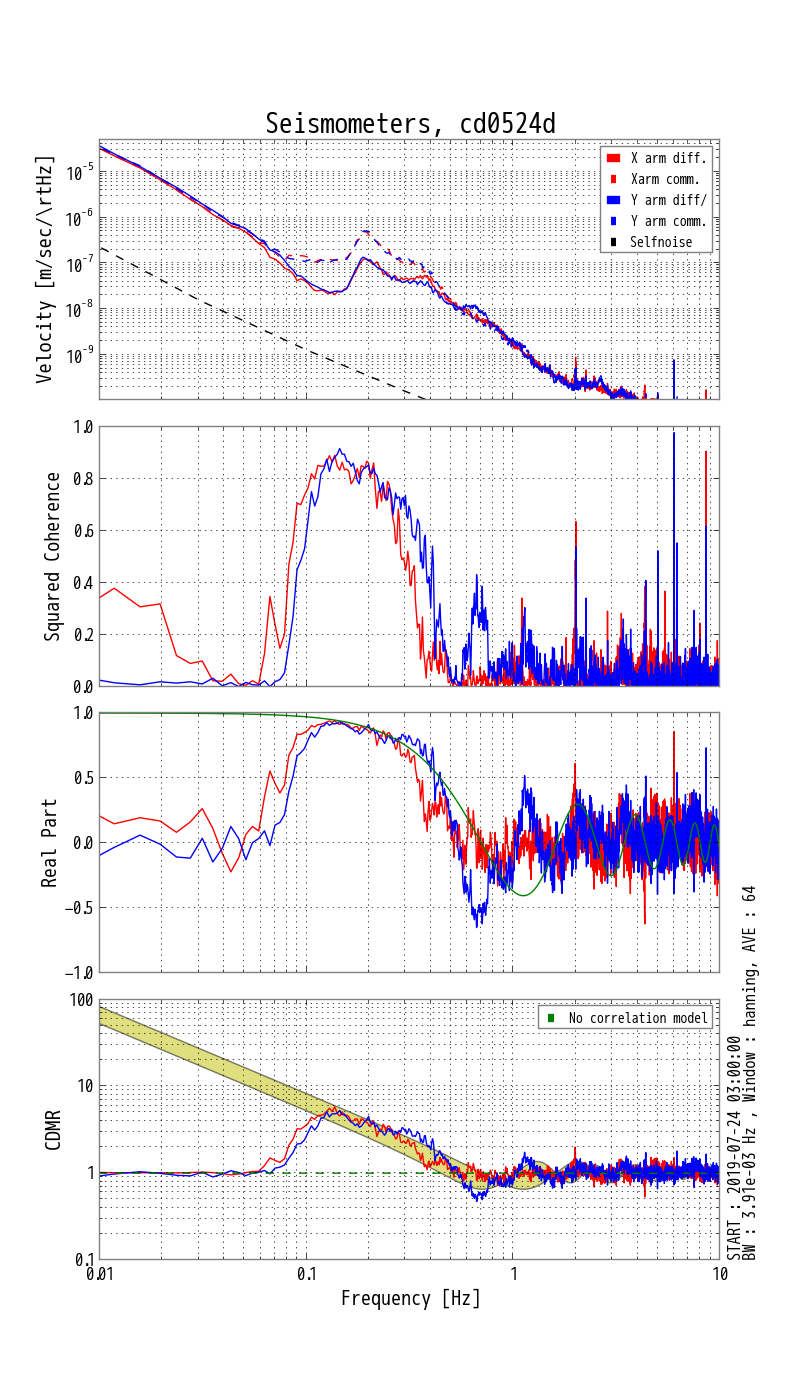 Seismometers, cd0524d
Velocity [m/sec/\rtHz]
10^-5
10^-6
10^-7
10^-8
10^-9
X arm diff.
Xarm comm.
Y arm diff/
Y arm comm.
Selfnoise
Squared Coherence
1.0
0.8
0.6
0.4
0.2
0.0
Real Part
1.0
0.5
0.0
−0.5
−1.0
CDMR
100
10
1
0.1
No correlation model
0.01
0.1
1
10
Frequency [Hz]
START : 2019-07-24 03:00:00
BW : 3.91e-03 Hz , Window : hanning, AVE : 64